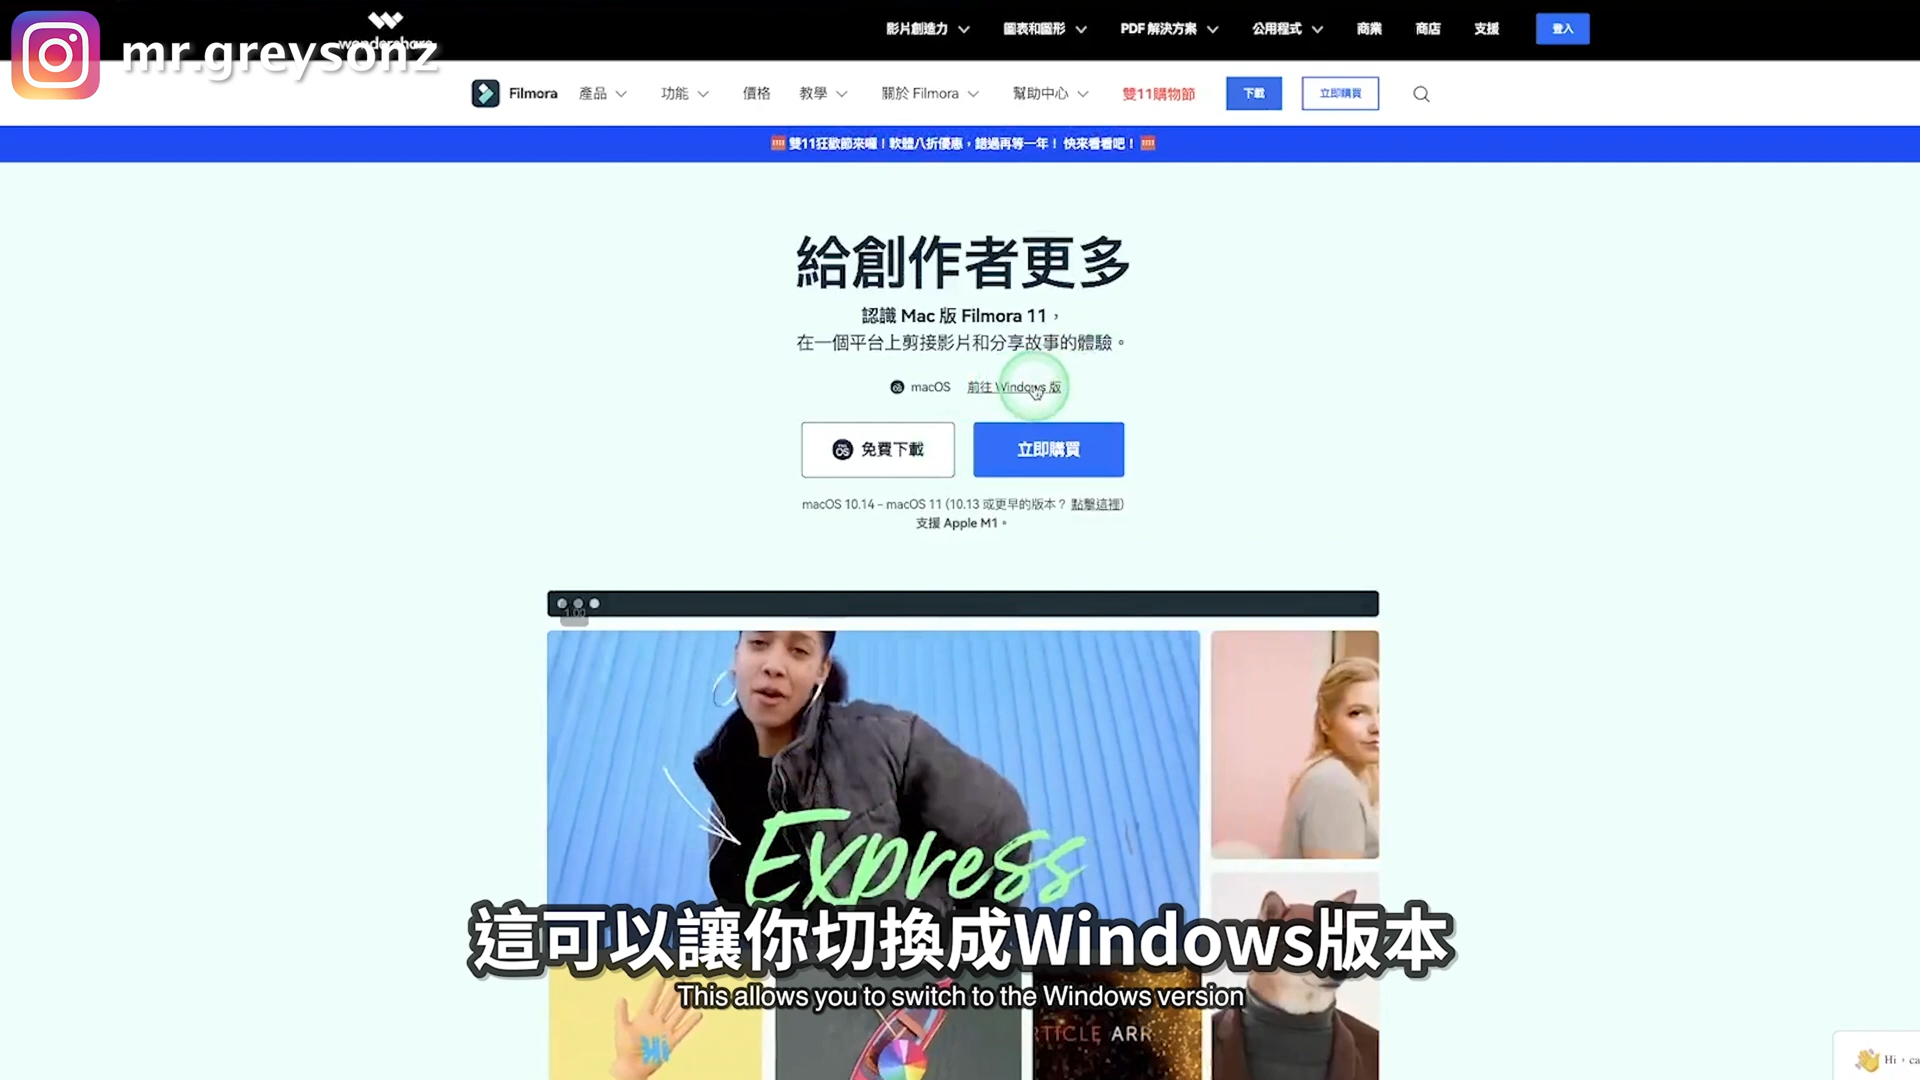 mr.greysonz
wondershare
影片創造力
圖表和圖形
PDF 解決方案
公用程式
商業
商店
支援
登入
Filmora
產品
功能
價格
教學
關於 Filmora
幫助中心
雙11購物節
下載
立即購買
雙11狂歡節來囉！軟體八折優惠，錯過再等一年！ 快來看看吧！
給創作者更多
認識 Mac 版 Filmora 11，
在一個平台上剪接影片和分享故事的體驗。
macOS 前往 Windows 版
免費下載
立即購買
macOS 10.14 – macOS 11 (10.13 或更早的版本？ 點擊這裡)
支援 Apple M1。
1.00
Express
這可以讓你切換成Windows版本
This allows you to switch to the Windows version
Hi
RTICLE ARR
Hi，ca